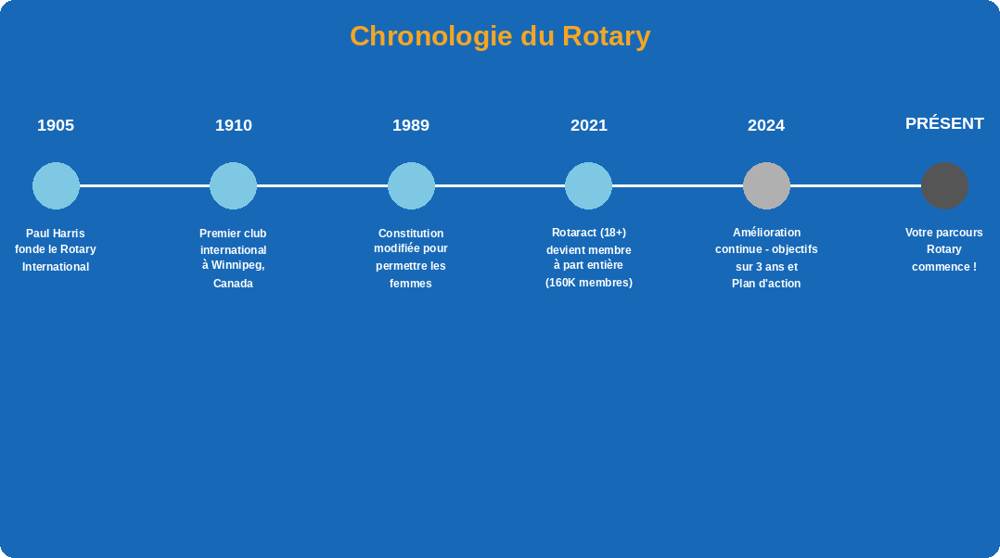 Chronologie du Rotary
1905
Paul Harris
fonde le Rotary
International
1910
Premier club
international
à Winnipeg,
Canada
1989
Constitution
modifiée pour
permettre les
femmes
2021
Rotaract (18+)
devient membre
à part entière
(160K membres)
2024
Amélioration
continue - objectifs
sur 3 ans et
Plan d'action
PRÉSENT
Votre parcours
Rotary
commence !